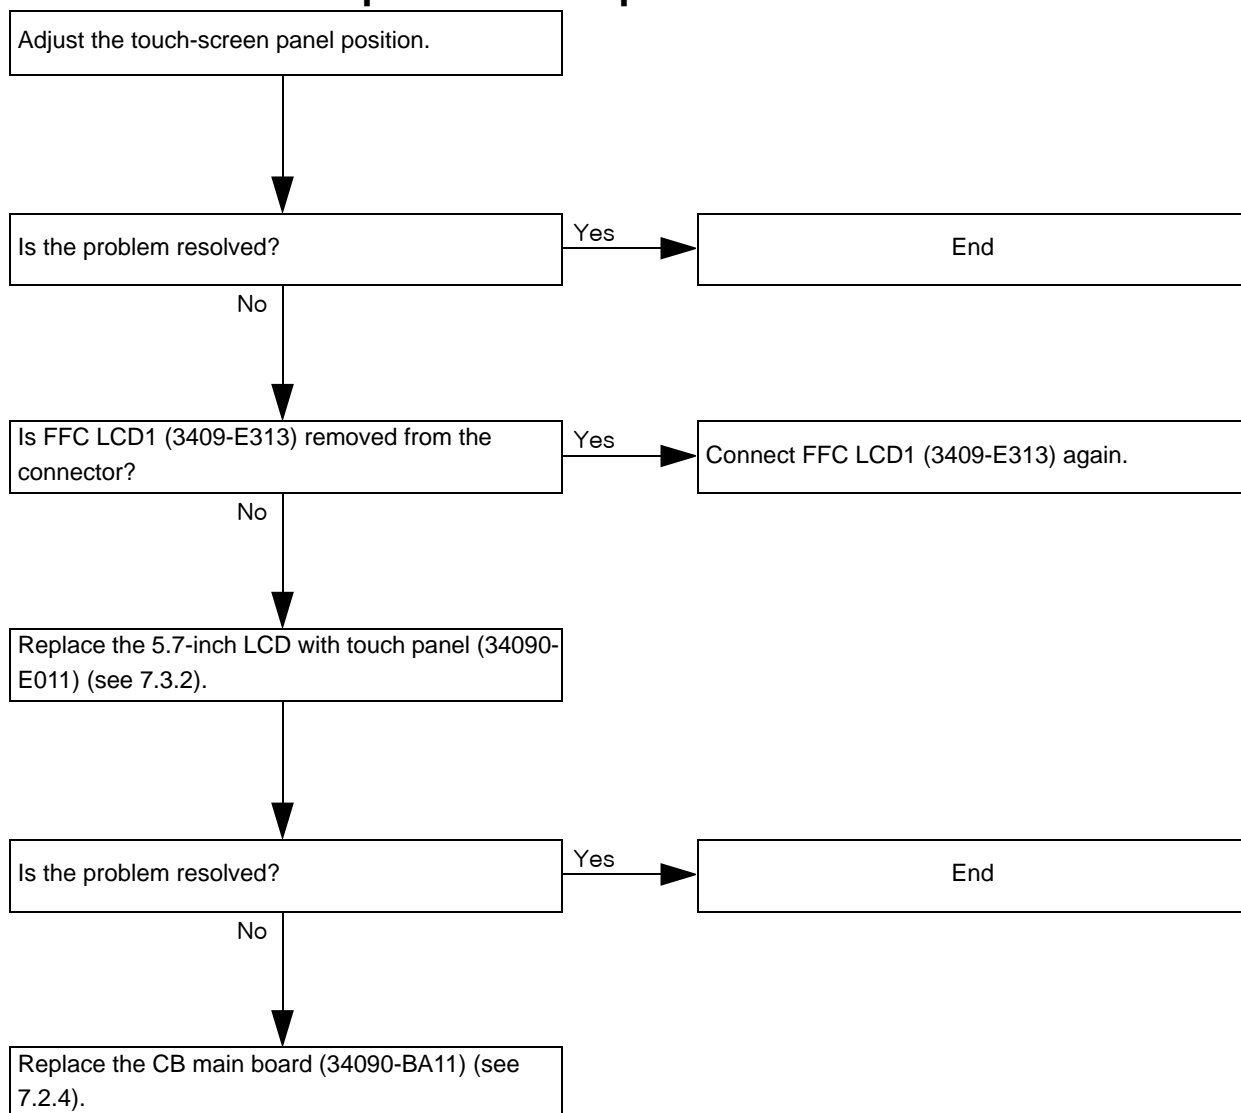 Adjust the touch-screen panel position.
Is the problem resolved?
Yes
End
No
Is FFC LCD1 (3409-E313) removed from the
connector?
Yes
Connect FFC LCD1 (3409-E313) again.
No
Replace the 5.7-inch LCD with touch panel (34090-
E011) (see 7.3.2).
Is the problem resolved?
Yes
End
No
Replace the CB main board (34090-BA11) (see
7.2.4).